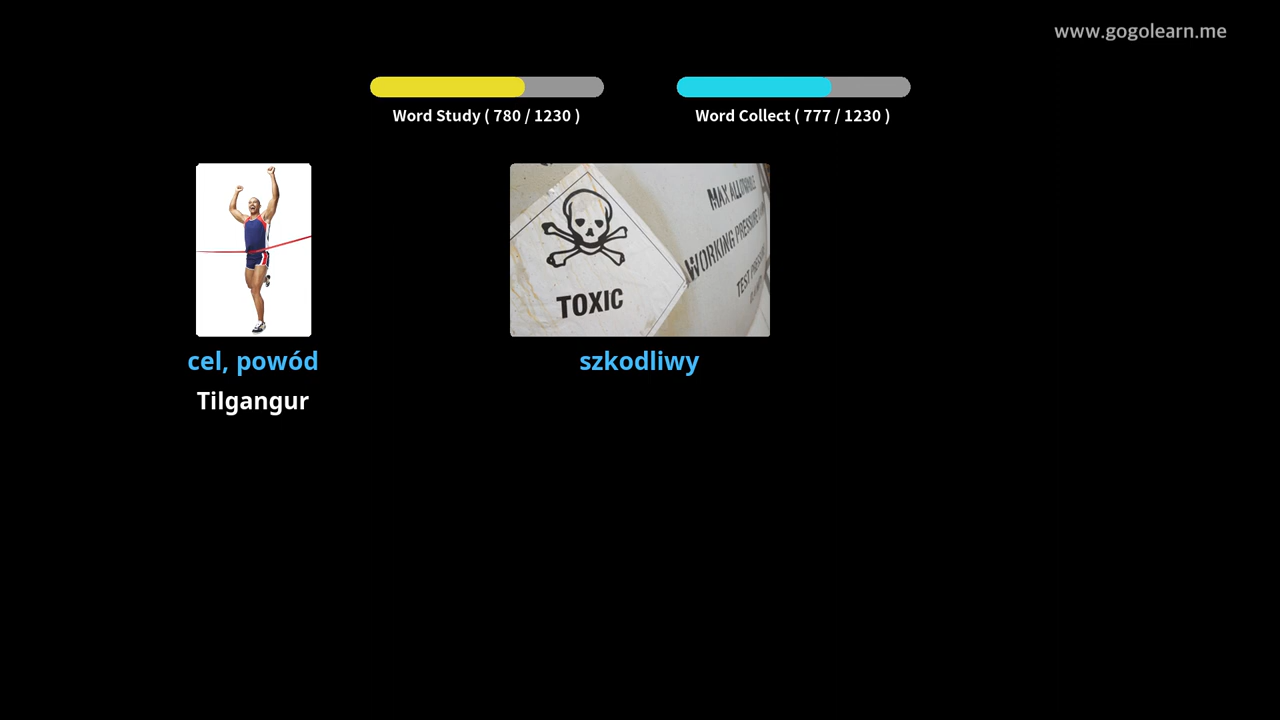 www.gogolearn.me
Word Study ( 780 / 1230 )
Word Collect ( 777 / 1230 )
TOXIC
MAX ALLOWABLE
WORKING PRESSURE
TEST PRESSURE
cel, powód
szkodliwy
Tilgangur